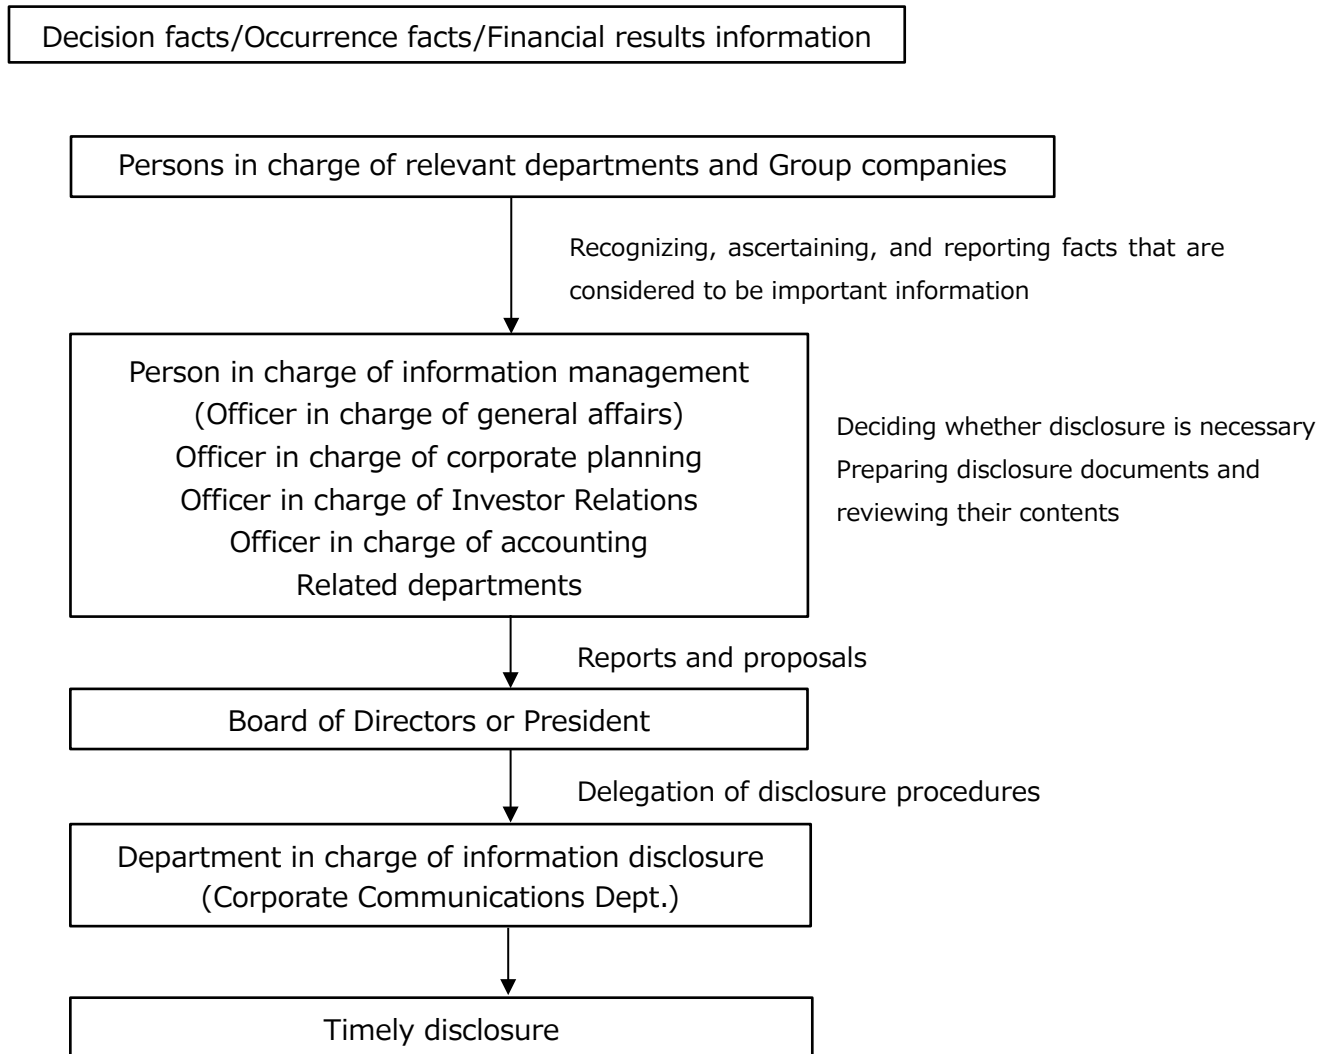 Decision facts/Occurrence facts/Financial results information
Persons in charge of relevant departments and Group companies
Recognizing, ascertaining, and reporting facts that are
considered to be important information
Person in charge of information management
(Officer in charge of general affairs)
Officer in charge of corporate planning
Officer in charge of Investor Relations
Officer in charge of accounting
Related departments
Deciding whether disclosure is necessary
Preparing disclosure documents and
reviewing their contents
Reports and proposals
Board of Directors or President
Delegation of disclosure procedures
Department in charge of information disclosure
(Corporate Communications Dept.)
Timely disclosure